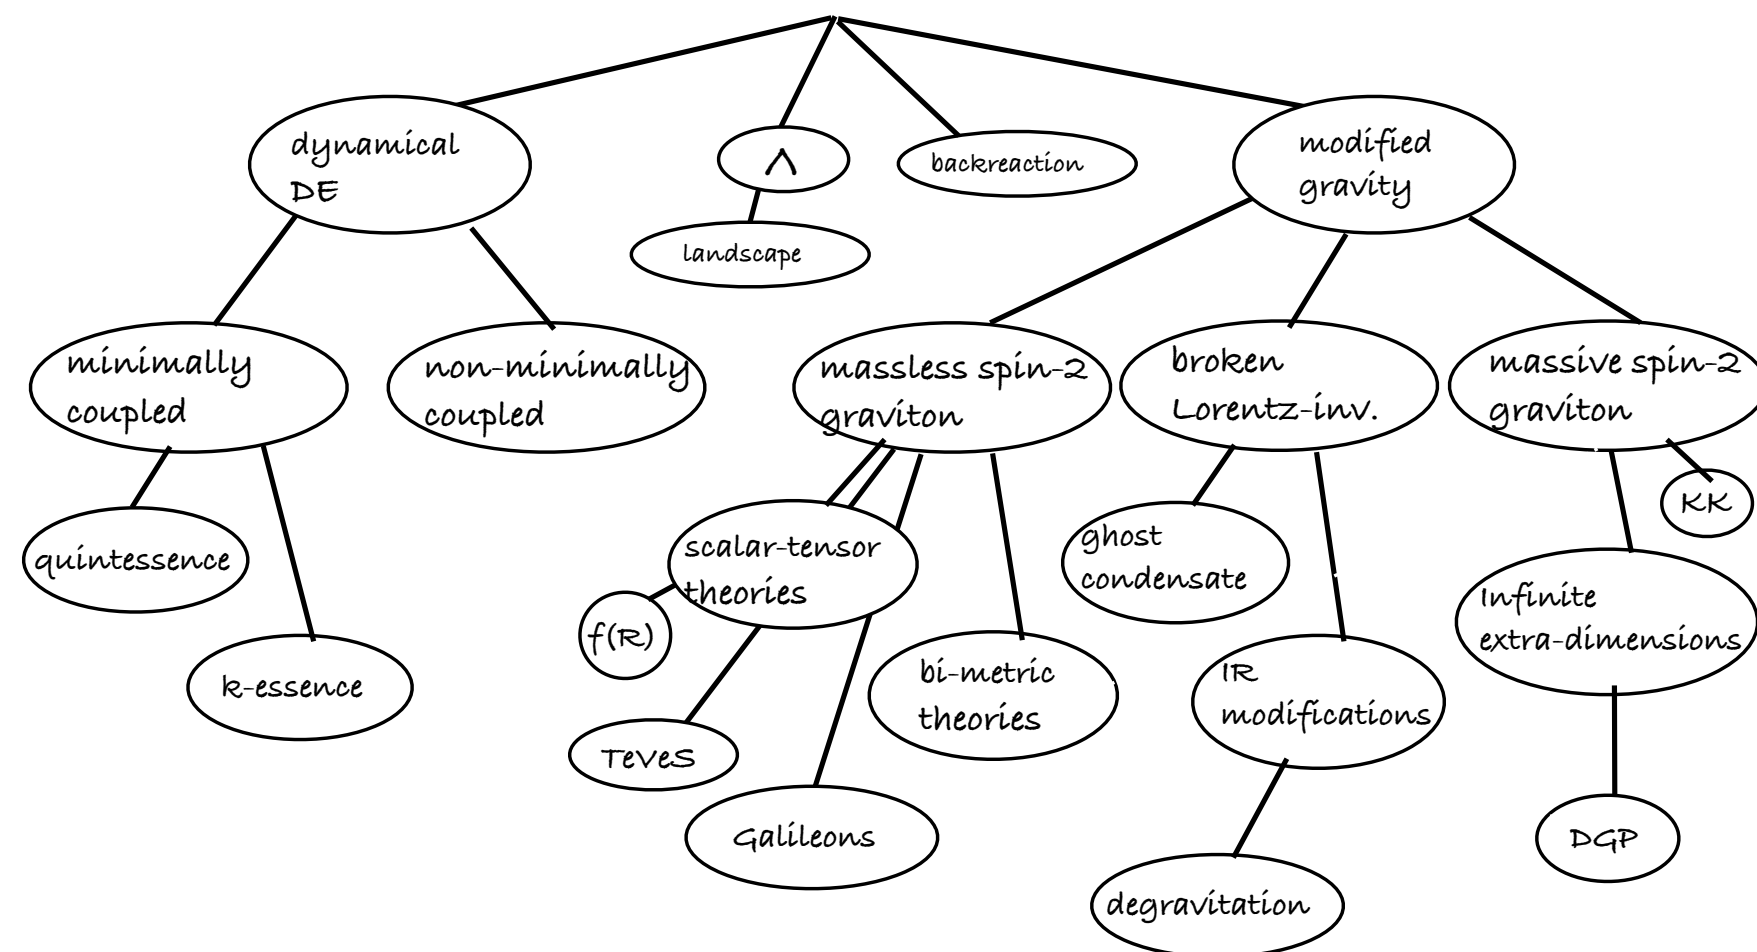 dynamical
DE
Λ
backreaction
modified
gravity
landscape
minimally
coupled
non-minimally
coupled
massless spin-2
graviton
broken
Lorentz-inv.
massive spin-2
graviton
KK
quintessence
scalar-tensor
theories
ghost
condensate
Infinite
extra-dimensions
f(R)
k-essence
bi-metric
theories
IR
modifications
TeVeS
Galileons
DGP
degravitation